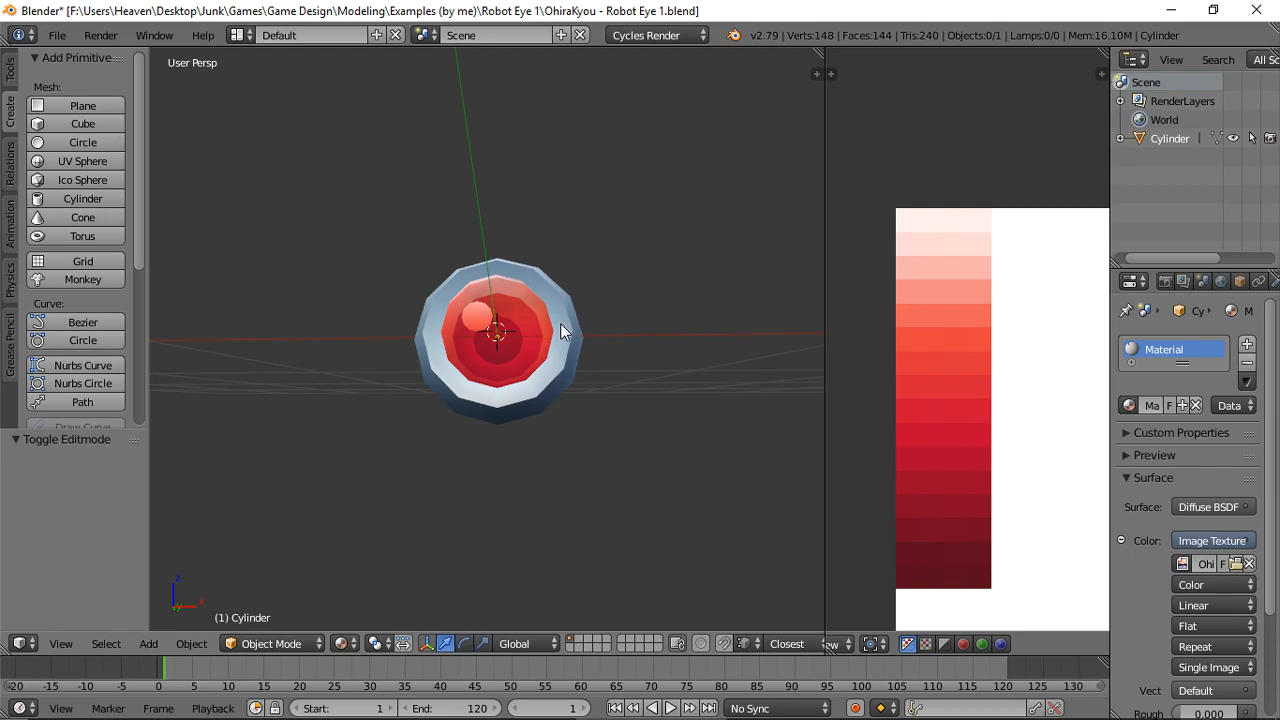 Blender* [F:\Users\Heaven\Desktop\Junk\Games\Game Design\Modeling\Examples (by me)\Robot Eye 1\OhiraKyou - Robot Eye 1.blend]
File Render Window Help Default Scene Cycles Render v2.79 | Verts:148 | Faces:144 | Tris:240 | Objects:0/1 | Lamps:0/0 | Mem:16.10M | Cylinder
Tools
Create
Relations
Animation
Physics
Grease Pencil
Add Primitive
Mesh:
Plane
Cube
Circle
UV Sphere
Ico Sphere
Cylinder
Cone
Torus
Grid
Monkey
Curve:
Bezier
Circle
Nurbs Curve
Nurbs Circle
Path
Toggle Editmode
User Persp
z
x
(1) Cylinder
View Select Add Object Object Mode Global Closest
View Search All Sc
Scene
RenderLayers
World
Cylinder
Cy M
Material
Ma F Data
Custom Properties
Preview
Surface
Surface: Diffuse BSDF
Color: Image Texture
Ohi F
Color
Linear
Flat
Repeat
Single Image
Vect Default
Rough 0.000
-20 -15 -10 -5 0 5 10 15 20 25 30 35 40 45 50 55 60 65 70 75 80 85 90 95 100 105 110 115 120 125 130
View Marker Frame Playback Start: 1 End: 120 1 No Sync